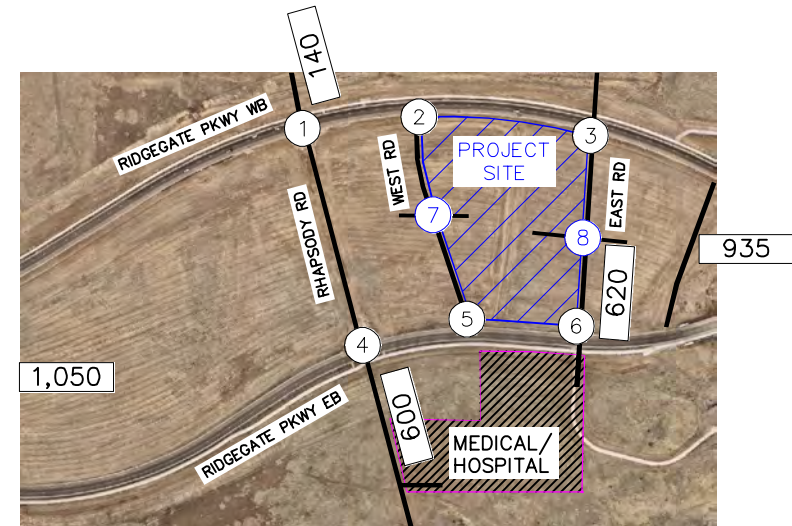 140
RIDGEGATE PKWY WB
1
2
3
PROJECT
SITE
WEST RD
EAST RD
7
8
RHAPSODY RD
935
620
5
6
4
1,050
600
RIDGEGATE PKWY EB
MEDICAL/
HOSPITAL